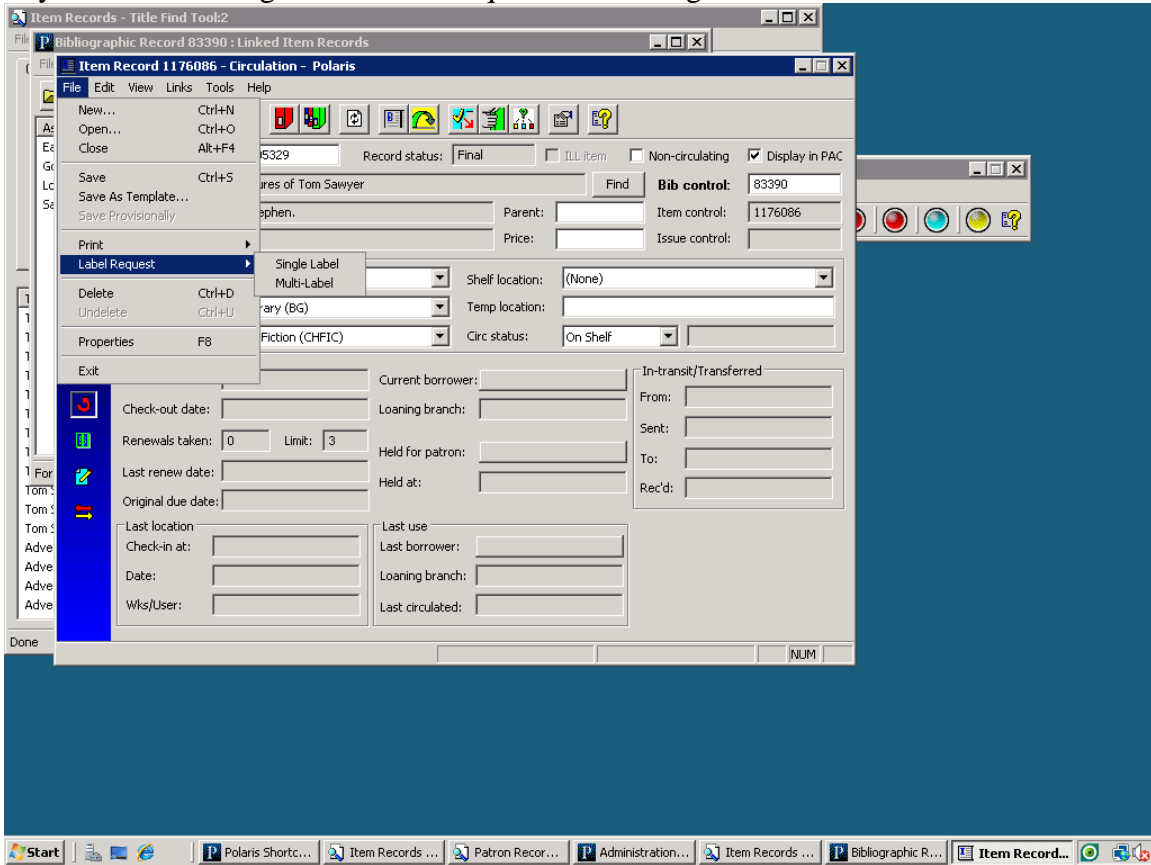 Item Records - Title Find Tool:2
Bibliographic Record 83390 : Linked Item Records
Item Record 1176086 - Circulation - Polaris
File Edit View Links Tools Help
New... Ctrl+N
Open... Ctrl+O
Close Alt+F4
Save Ctrl+S
Save As Template...
Save Provisionally
Print
Label Request
Single Label
Multi-Label
Delete Ctrl+D
Undelete Ctrl+U
Properties F8
Exit
5329 Record status: Final ILL item Non-circulating Display in PAC
ures of Tom Sawyer Find Bib control: 83390
ephen. Parent: Item control: 1176086
Price: Issue control:
Shelf location: (None)
rary (BG) Temp location:
Fiction (CHFIC) Circ status: On Shelf
Current borrower: In-transit/Transferred
Check-out date: Loaning branch: From:
Renewals taken: 0 Limit: 3 Sent:
Held for patron: To:
Last renew date: Held at: Rec'd:
Original due date:
Last location Last use
Check-in at: Last borrower:
Date: Loaning branch:
Wks/User: Last circulated:
For
Tom S
Tom S
Tom S
Adve
Adve
Adve
Adve
Done
NUM
Start Polaris Shortc... Item Records ... Patron Recor... Administration... Item Records ... Bibliographic R... Item Record...